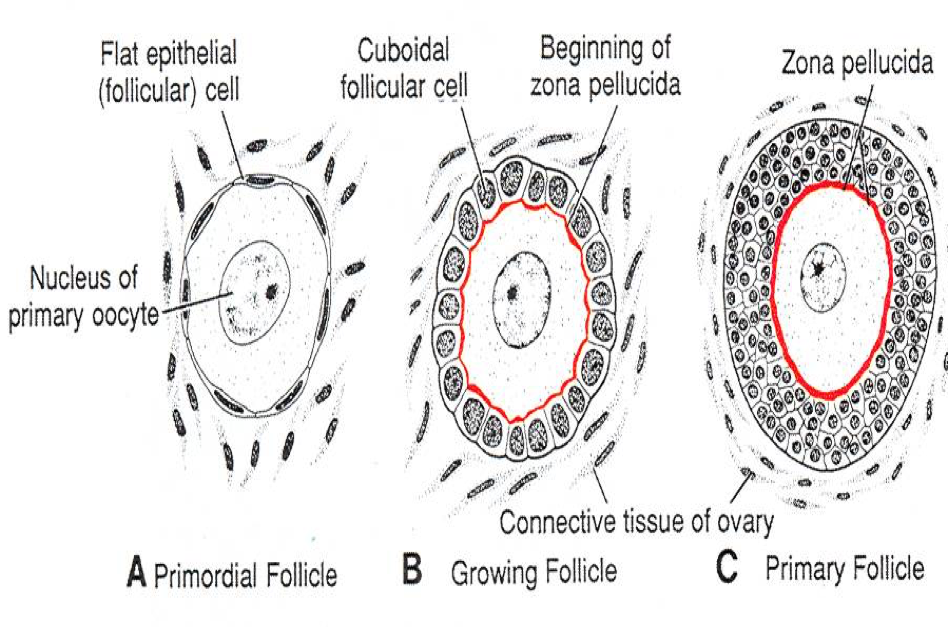 Flat epithelial
(follicular) cell
Cuboidal
follicular cell
Beginning of
zona pellucida
Zona pellucida
Nucleus of
primary oocyte
Connective tissue of ovary
A Primordial Follicle
B Growing Follicle
C Primary Follicle